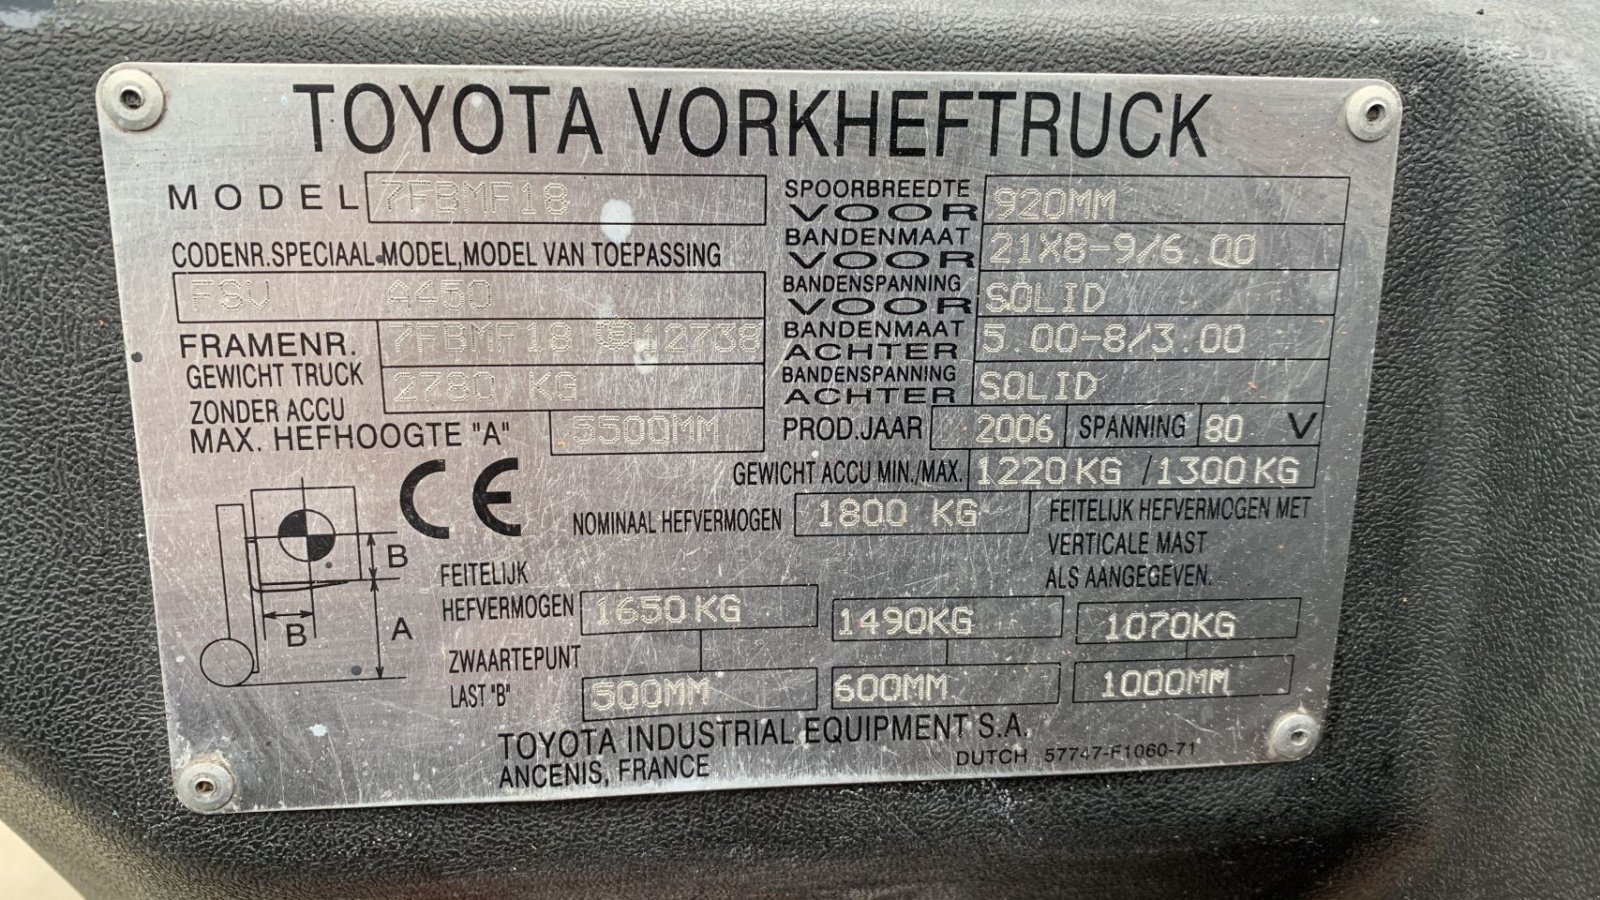 TOYOTA VORKHEFTRUCK
MODEL 7FBMF18
CODENR.SPECIAAL MODEL, MODEL VAN TOEPASSING
FSV A450
FRAMENR. 7FBMF18 12738
GEWICHT TRUCK ZONDER ACCU 2780 KG
MAX. HEFHOOGTE "A" 5500MM
SPOORBREEDTE VOOR 920MM
BANDENMAAT VOOR 21X8-9/6.00
BANDENSPANNING VOOR SOLID
BANDENMAAT ACHTER 5.00-8/3.00
BANDENSPANNING ACHTER SOLID
PROD.JAAR 2006 SPANNING 80 V
GEWICHT ACCU MIN./MAX. 1220KG /1300KG
NOMINAAL HEFVERMOGEN 1800 KG
FEITELIJK HEFVERMOGEN MET
VERTICALE MAST
ALS AANGEGEVEN.
CE
B
B
A
FEITELIJK
HEFVERMOGEN 1650KG 1490KG 1070KG
ZWAARTEPUNT
LAST "B" 500MM 600MM 1000MM
TOYOTA INDUSTRIAL EQUIPMENT S.A.
ANCENIS, FRANCE
DUTCH 57747-F1060-71